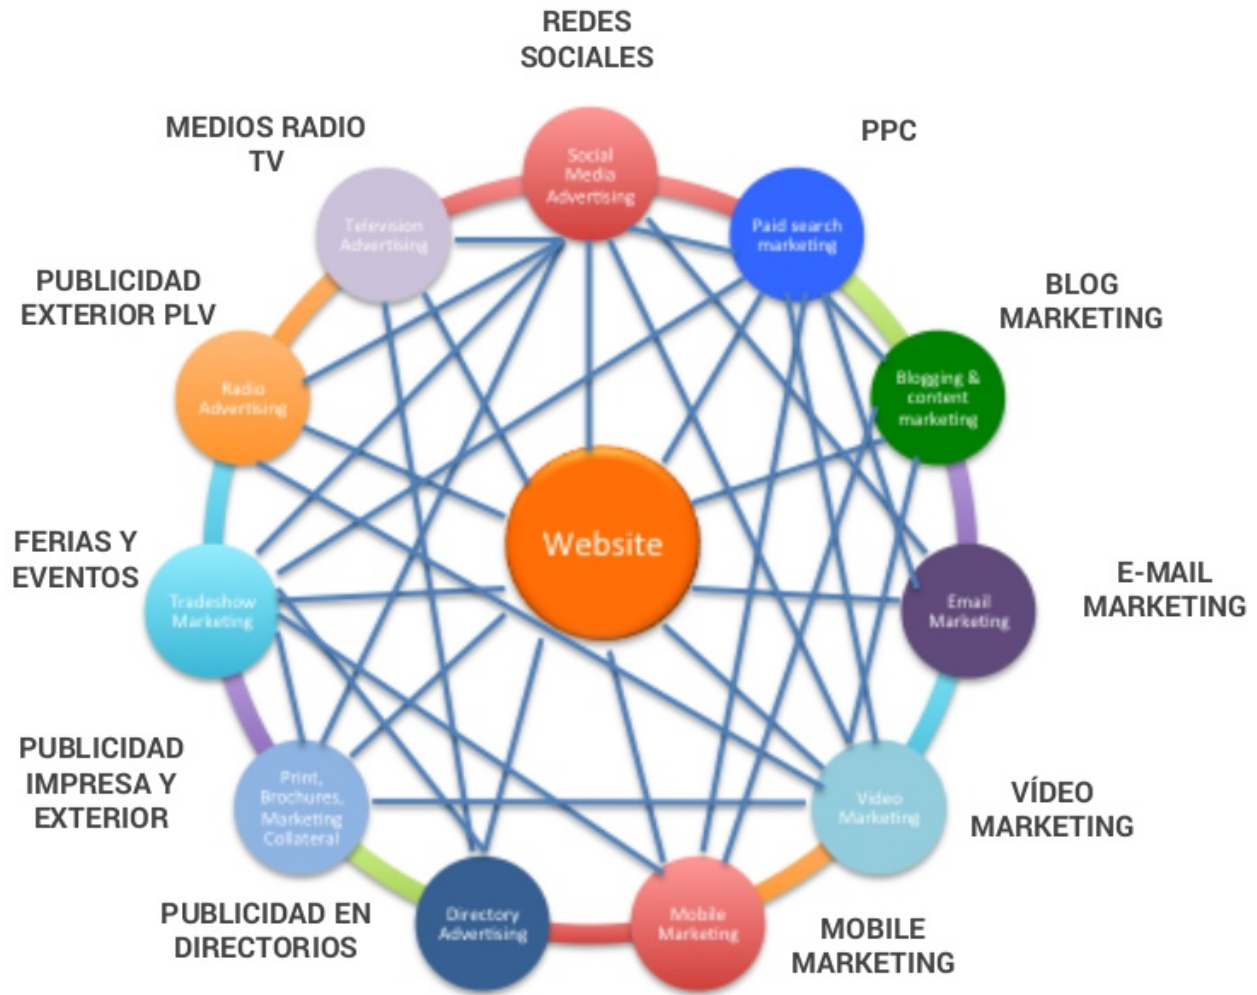 REDES
SOCIALES
MEDIOS RADIO
TV
PPC
Social
Media
Advertising
Television
Advertising
Paid search
marketing
PUBLICIDAD
EXTERIOR PLV
BLOG
MARKETING
Radio
Advertising
Blogging &
content
marketing
Website
FERIAS Y
EVENTOS
Tradeshow
Marketing
Email
Marketing
E-MAIL
MARKETING
PUBLICIDAD
IMPRESA Y
EXTERIOR
Print,
Brochures,
Marketing
Collateral
Video
Marketing
VÍDEO
MARKETING
PUBLICIDAD EN
DIRECTORIOS
Directory
Advertising
Mobile
Marketing
MOBILE
MARKETING